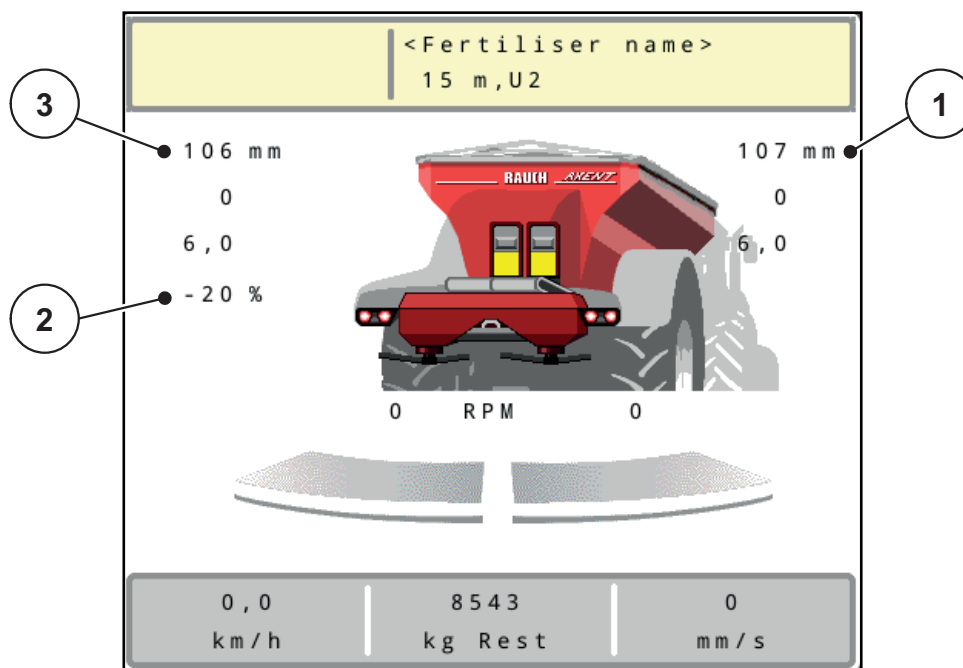 <Fertiliser name>
15 m,U2
3
1
106 mm
107 mm
RAUCH AXENT
0
0
6,0
6,0
-20 %
2
0 RPM 0
0,0
8543
0
km/h
kg Rest
mm/s